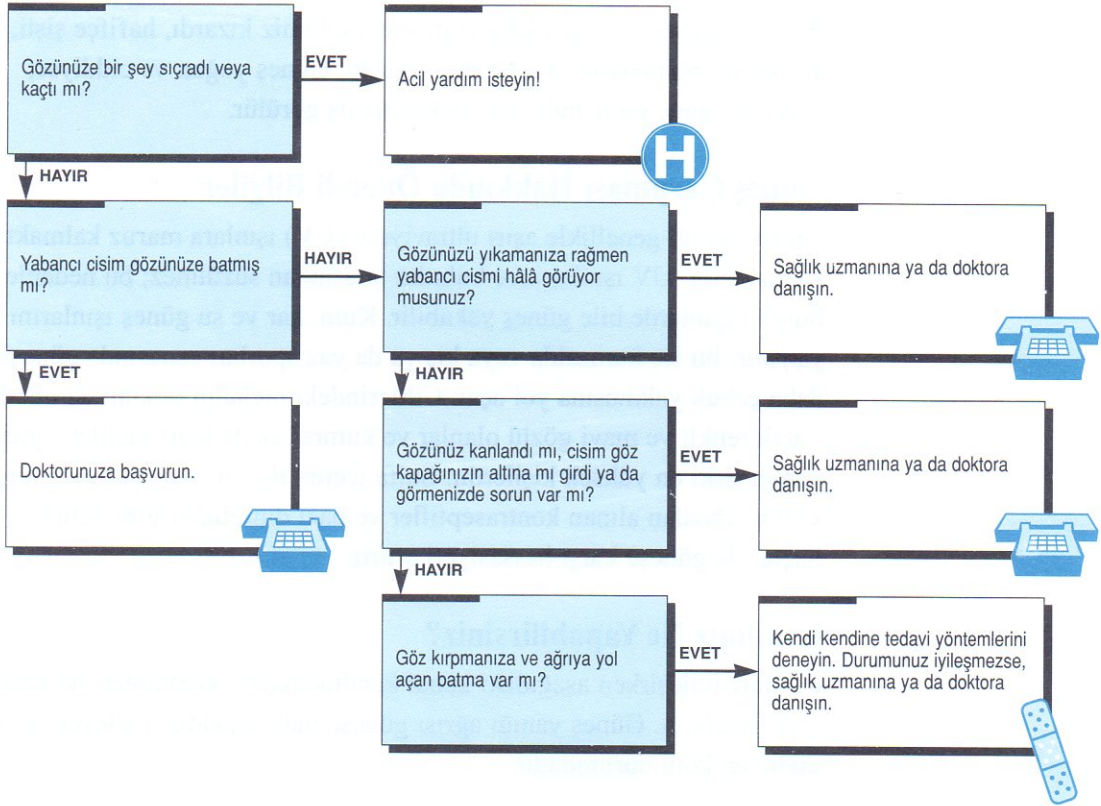 Gözünüze bir şey sıçradı veya
kaçtı mı?
EVET
Acil yardım isteyin!
H
HAYIR
Yabancı cisim gözünüze batmış
mı?
HAYIR
Gözünüzü yıkamanıza rağmen
yabancı cismi hâlâ görüyor
musunuz?
EVET
Sağlık uzmanına ya da doktora
danışın.
EVET
Doktorunuza başvurun.
HAYIR
Gözünüz kanlandı mı, cisim göz
kapağınızın altına mı girdi ya da
görmenizde sorun var mı?
EVET
Sağlık uzmanına ya da doktora
danışın.
HAYIR
Göz kırpmanıza ve ağrıya yol
açan batma var mı?
EVET
Kendi kendine tedavi yöntemlerini
deneyin. Durumunuz iyileşmezse,
sağlık uzmanına ya da doktora
danışın.